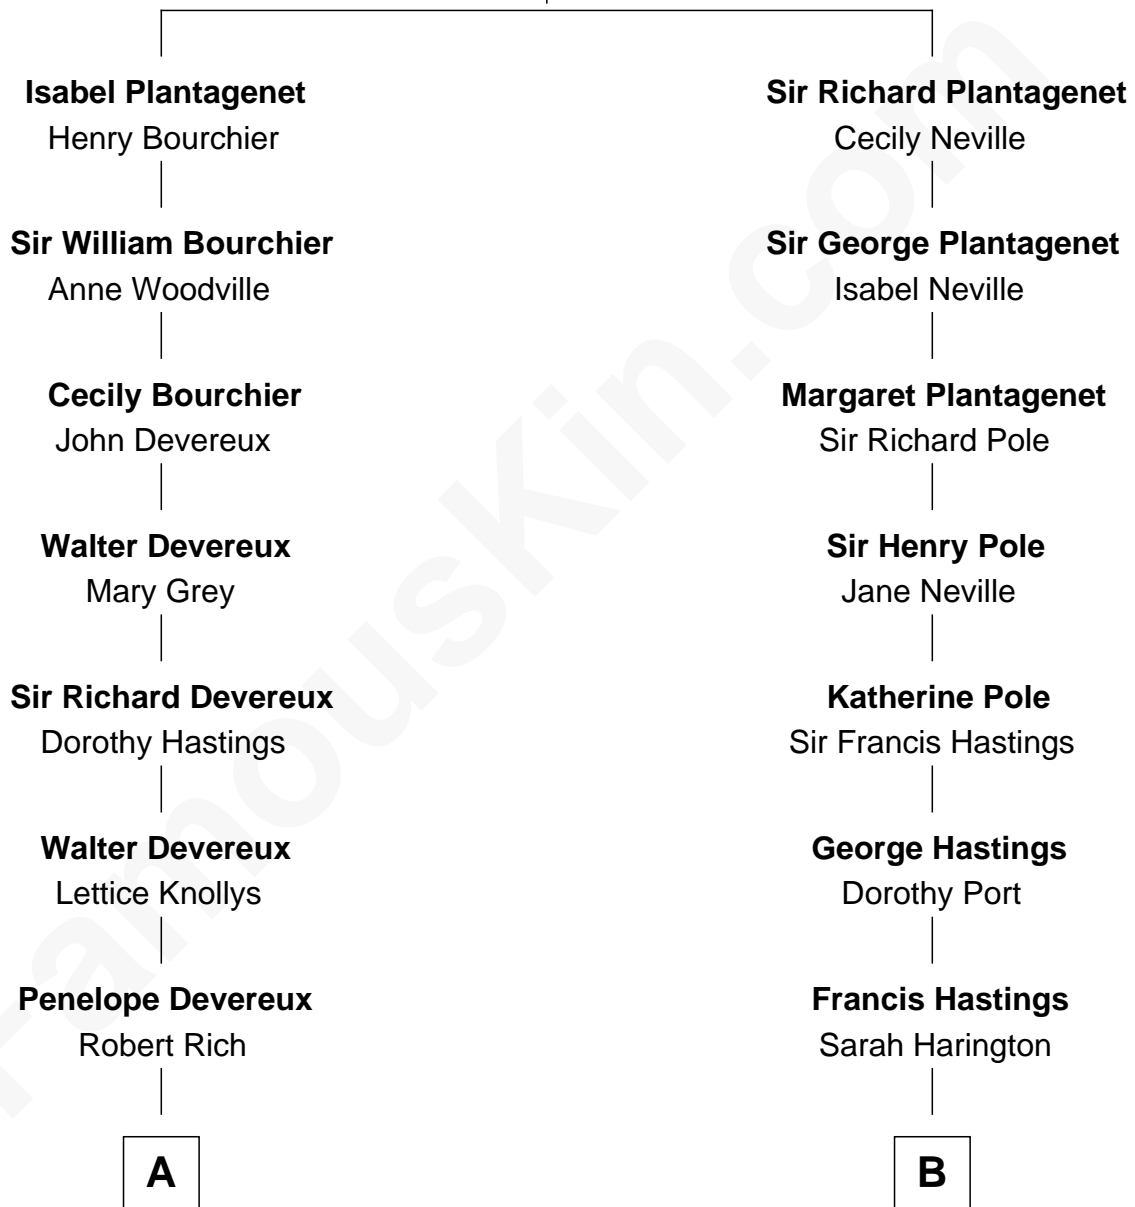 Isabel Plantagenet
Henry Bourchier
Sir William Bourchier
Anne Woodville
Cecily Bourchier
John Devereux
Walter Devereux
Mary Grey
Sir Richard Devereux
Dorothy Hastings
Walter Devereux
Lettice Knollys
Penelope Devereux
Robert Rich
A
Sir Richard Plantagenet
Cecily Neville
Sir George Plantagenet
Isabel Neville
Margaret Plantagenet
Sir Richard Pole
Sir Henry Pole
Jane Neville
Katherine Pole
Sir Francis Hastings
George Hastings
Dorothy Port
Francis Hastings
Sarah Harington
B
FamousKin.com